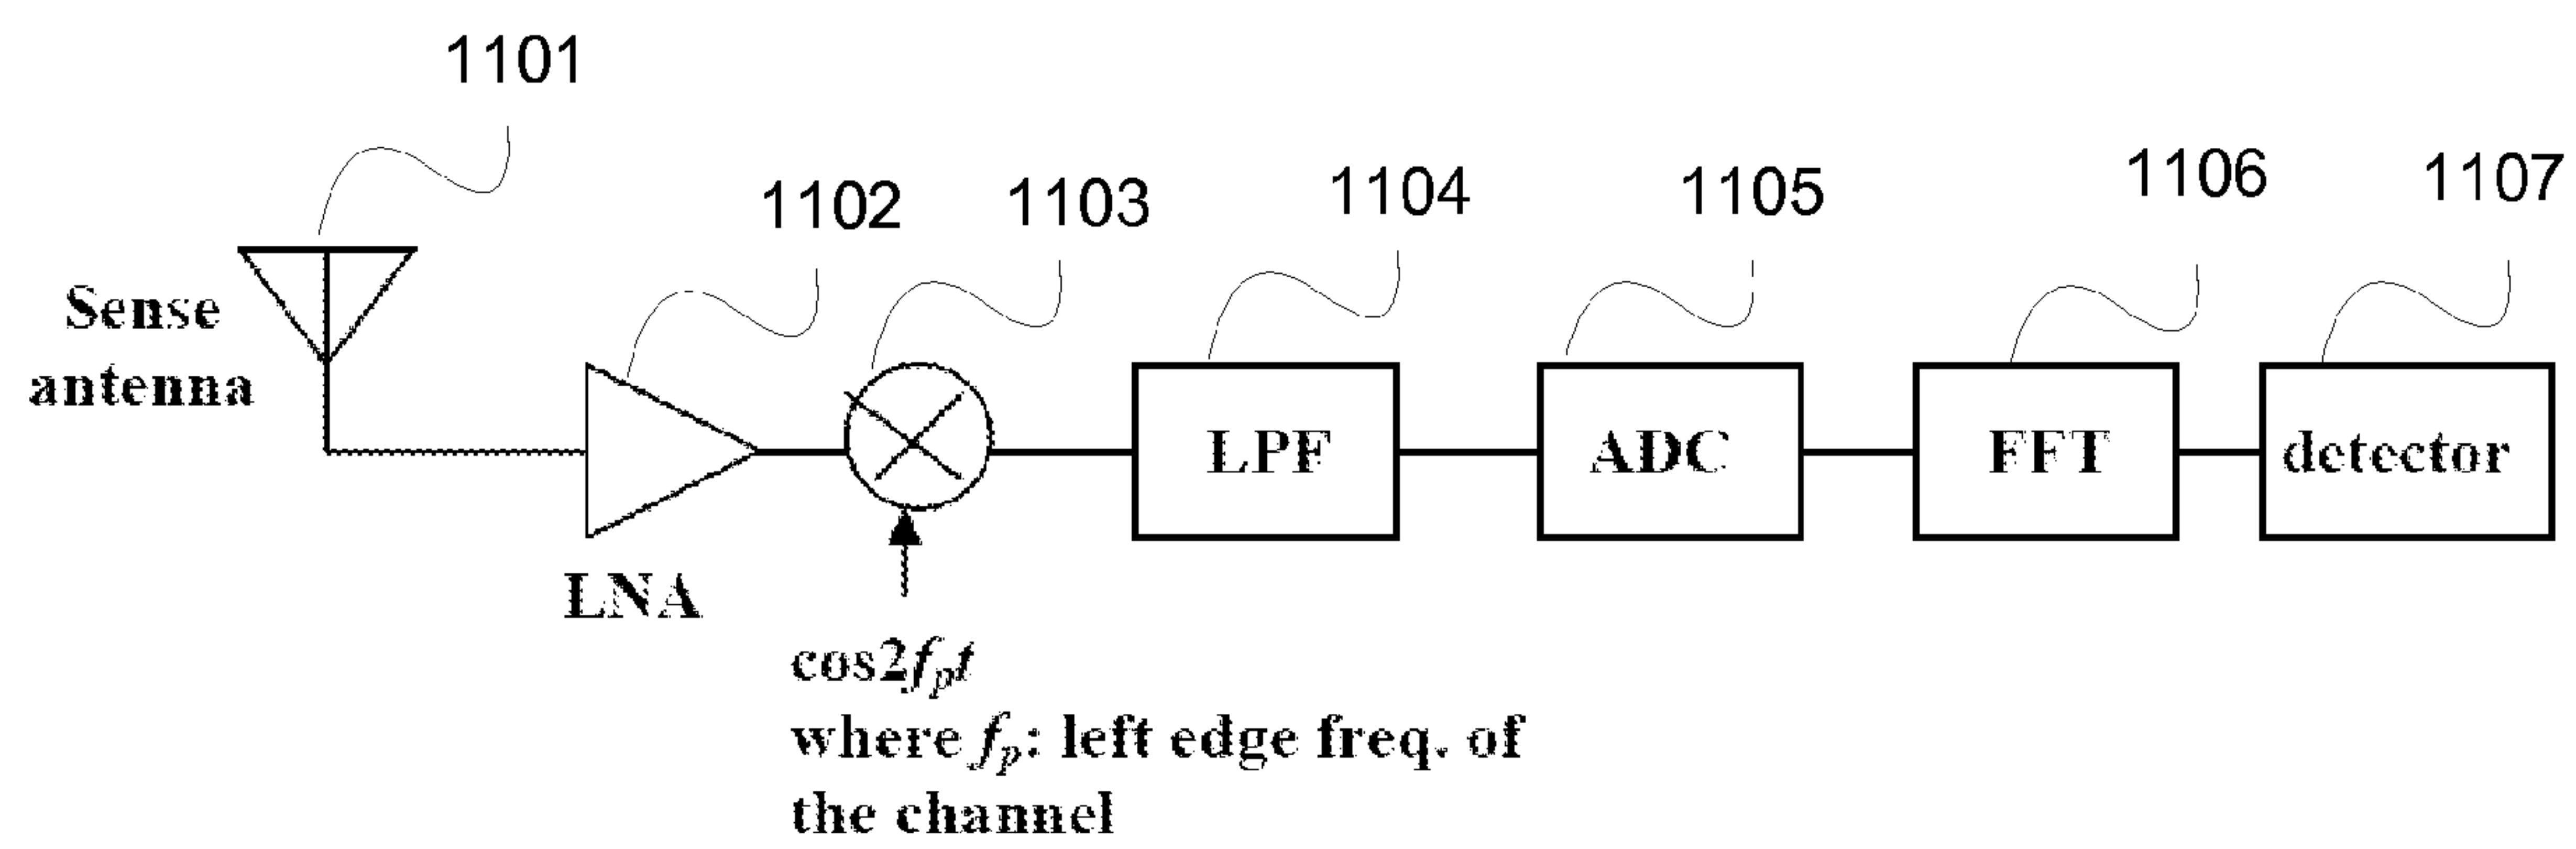 1101
1102
1103
1104
1105
1106
1107
Sense
antenna
LNA
LPF
ADC
FFT
detector
cos2fₚt
where fₚ: left edge freq. of
the channel